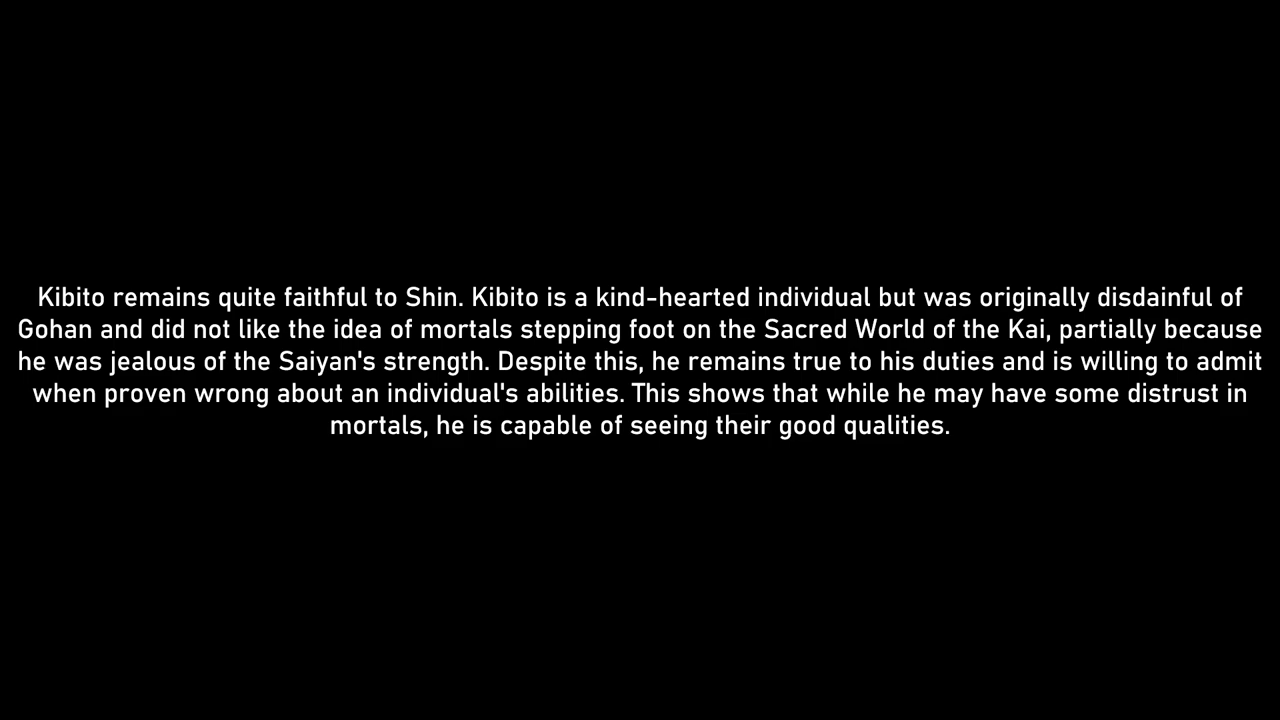 Kibito remains quite faithful to Shin. Kibito is a kind-hearted individual but was originally disdainful of
Gohan and did not like the idea of mortals stepping foot on the Sacred World of the Kai, partially because
he was jealous of the Saiyan's strength. Despite this, he remains true to his duties and is willing to admit
when proven wrong about an individual's abilities. This shows that while he may have some distrust in
mortals, he is capable of seeing their good qualities.